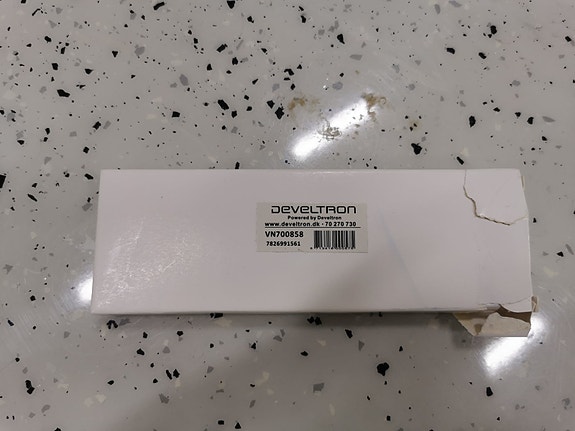 DEVELTRON
Powered by Develtron
www.develtron.dk - 70 270 730
VN700858
7826991561